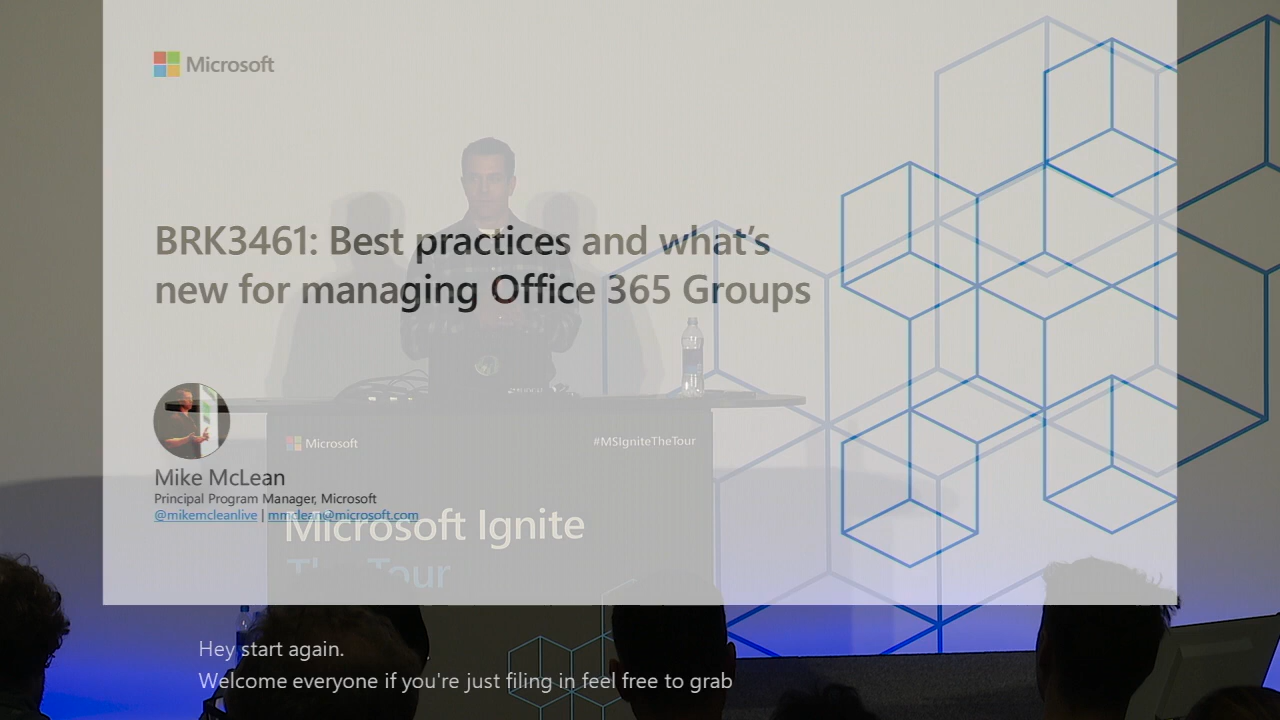 Microsoft
BRK3461: Best practices and what's
new for managing Office 365 Groups
Microsoft
#MSIgniteTheTour
Mike McLean
Principal Program Manager, Microsoft
@mikemcleanlive | mmclean@microsoft.com
Microsoft Ignite
The Tour
Hey start again.
Welcome everyone if you're just filing in feel free to grab